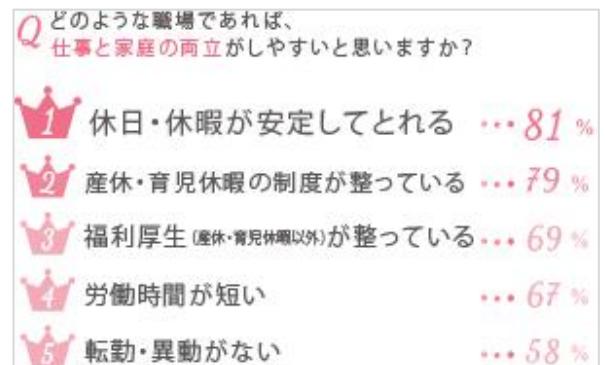 Q どのような職場であれば、
仕事と家庭の両立がしやすいと思いますか?
1 休日・休暇が安定してとれる ･･･ 81 %
2 産休・育児休暇の制度が整っている ･･･ 79 %
3 福利厚生(産休・育児休暇以外)が整っている ･･･ 69 %
4 労働時間が短い ･･･ 67 %
5 転勤・異動がない ･･･ 58 %